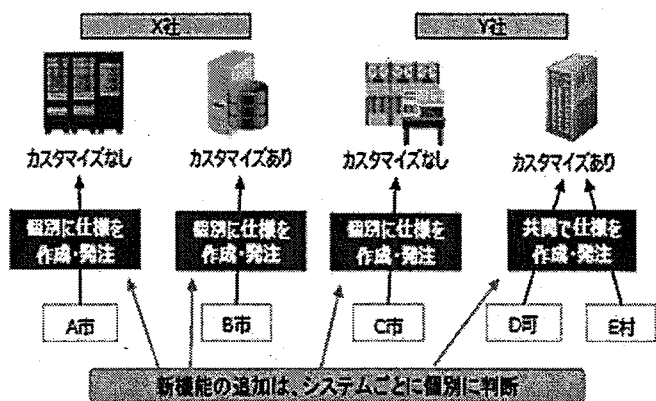 X社
Y社
カスタマイズなし
カスタマイズあり
カスタマイズなし
カスタマイズあり
個別に仕様を
作成・発注
個別に仕様を
作成・発注
個別に仕様を
作成・発注
共同で仕様を
作成・発注
A市
B市
C市
D町
E村
新機能の追加は、システムごとに個別に判断